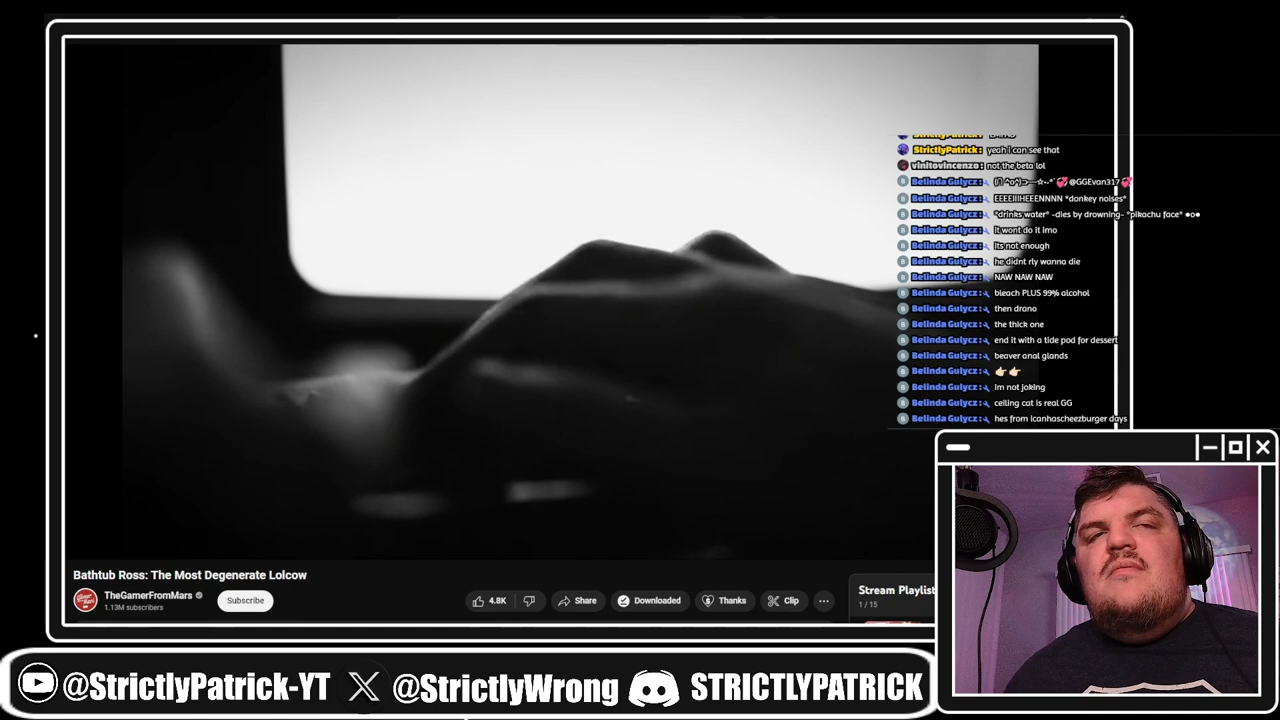 StrictlyPatrick: yeah i can see that
vinitovincenzo: not the beta lol
Belinda Gulycz: @GGEvan317
Belinda Gulycz: EEEEIIIHEEENNNN *donkey noises*
Belinda Gulycz: *drinks water* -dies by drowning- *pikachu face* ●o●
Belinda Gulycz: it wont do it imo
Belinda Gulycz: its not enough
Belinda Gulycz: he didnt rly wanna die
Belinda Gulycz: NAW NAW NAW
Belinda Gulycz: bleach PLUS 99% alcohol
Belinda Gulycz: then drano
Belinda Gulycz: the thick one
Belinda Gulycz: end it with a tide pod for dessert
Belinda Gulycz: beaver anal glands
Belinda Gulycz: 👉🏻 👉🏻
Belinda Gulycz: im not joking
Belinda Gulycz: ceiling cat is real GG
Belinda Gulycz: hes from icanhascheezburger days
Bathtub Ross: The Most Degenerate Lolcow
TheGamerFromMars
1.13M subscribers
Subscribe
4.8K
Share
Downloaded
Thanks
Clip
Stream Playlist
1 / 15
@StrictlyPatrick-YT
@StrictlyWrong
STRICTLYPATRICK